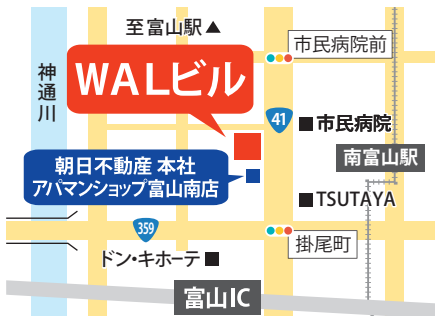 至富山駅▲
市民病院前
神通川
WALビル
41
■市民病院
南富山駅
朝日不動産 本社
アパマンショップ富山南店
■TSUTAYA
359
掛尾町
ドン・キホーテ■
富山IC